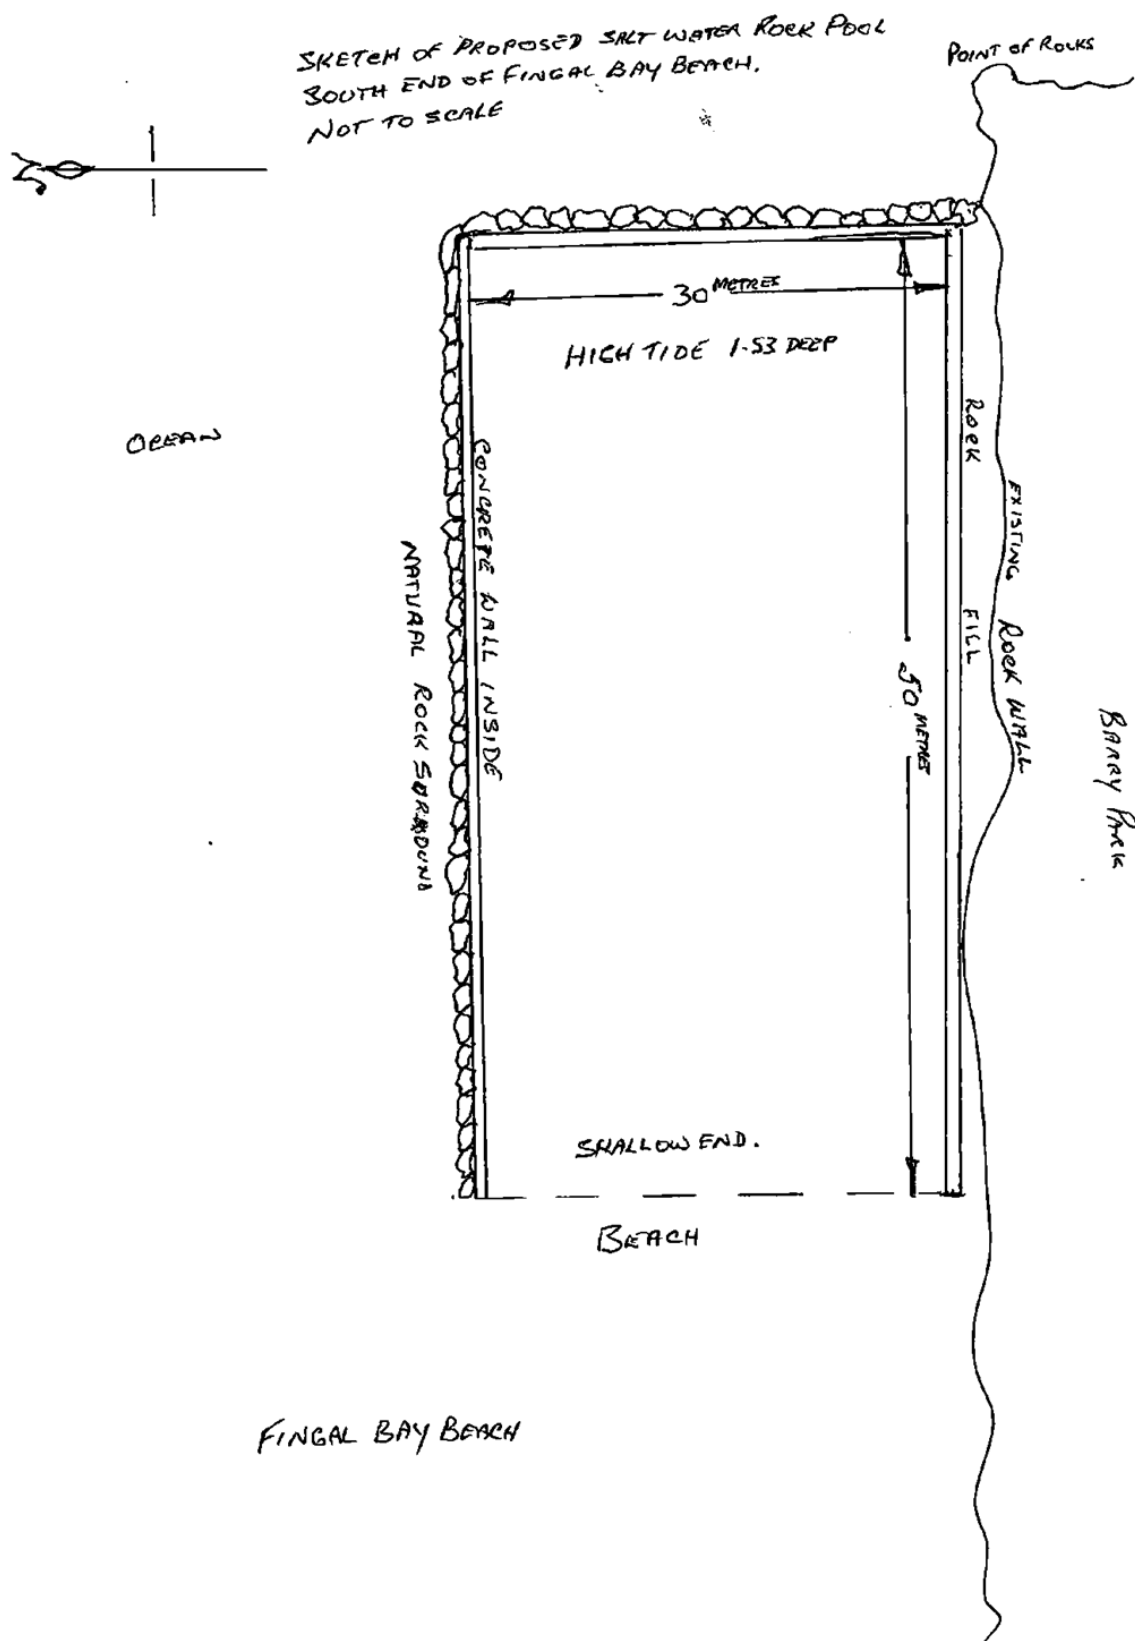 SKETCH OF PROPOSED SALT WATER ROCK POOL
SOUTH END OF FINGAL BAY BEACH.
NOT TO SCALE
POINT OF ROCKS
N
30 METRES
HIGH TIDE 1.53 DEEP
OCEAN
CONCRETE WALL INSIDE
NATURAL ROCK SURROUND
50 METRES
ROCK FILL
EXISTING ROCK WALL
BARRY PARK
SHALLOW END.
BEACH
FINGAL BAY BEACH